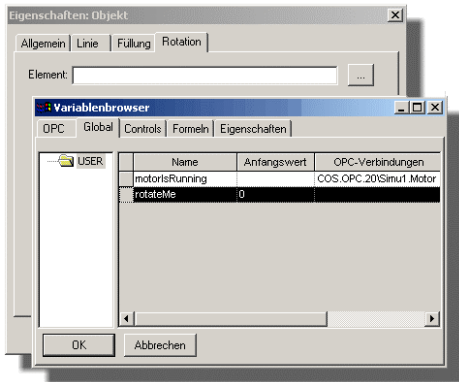 Eigenschaften: Objekt
Allgemein Linie Füllung Rotation
Element: ...
Variablenbrowser
OPC Global Controls Formeln Eigenschaften
USER
Name Anfangswert OPC-Verbindungen
motorIsRunning COS.OPC.20\Simu1.Motor
rotateMe 0
OK Abbrechen